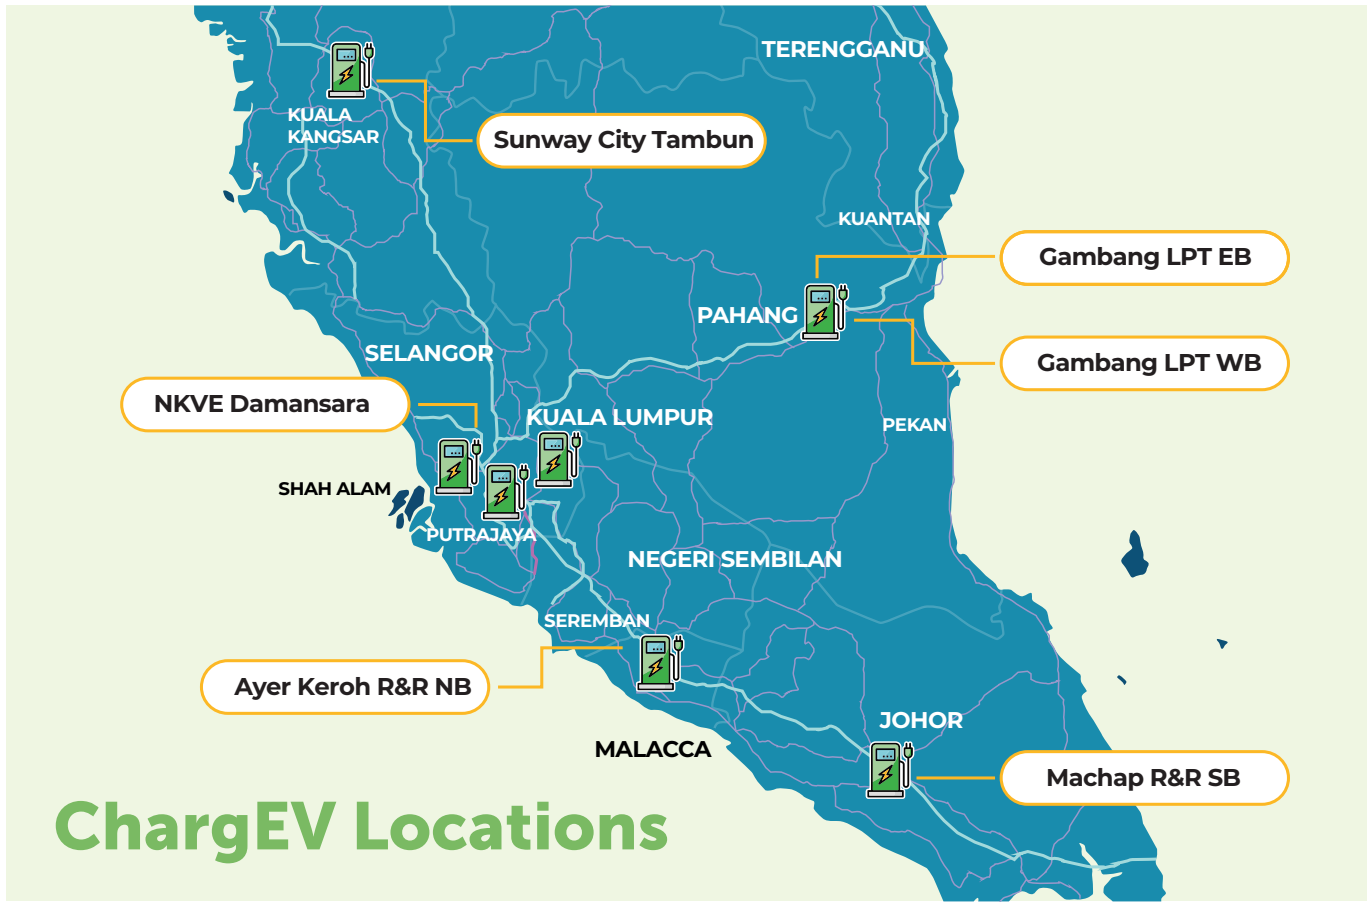 TERENGGANU
KUALA
KANGSAR
Sunway City Tambun
KUANTAN
Gambang LPT EB
PAHANG
SELANGOR
Gambang LPT WB
NKVE Damansara
KUALA LUMPUR
PEKAN
SHAH ALAM
PUTRAJAYA
NEGERI SEMBILAN
SEREMBAN
Ayer Keroh R&R NB
JOHOR
MALACCA
Machap R&R SB
ChargEV Locations